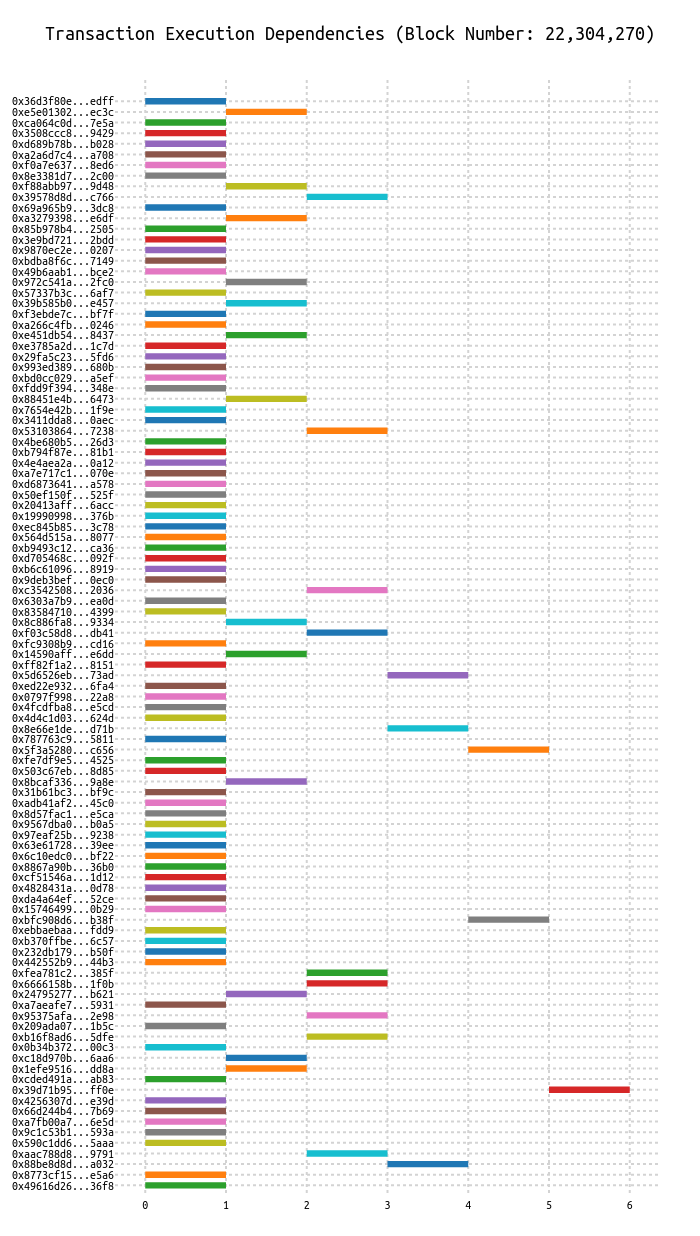 Transaction Execution Dependencies (Block Number: 22,304,270)
0x36d3f80e...edff
0xe5e01302...ec3c
0xca064c0d...7e5a
0x3508ccc8...9429
0xd689b78b...b028
0xa2a6d7c4...a708
0xf0a7e637...8ed6
0x8e3381d7...2c00
0xf88abb97...9d48
0x39578d8d...c766
0x69a965b9...3dc8
0xa3279398...e6df
0x85b978b4...2505
0x3e9bd721...2bdd
0x9870ec2e...0207
0xbdba8f6c...7149
0x49b6aab1...bce2
0x972c541a...2fc0
0x57337b3c...6af7
0x39b585b0...e457
0xf3ebde7c...bf7f
0xa266c4fb...0246
0xe451db54...8437
0xe3785a2d...1c7d
0x29fa5c23...5fd6
0x993ed389...680b
0xbd0cc029...a5ef
0xfdd9f394...348e
0x88451e4b...6473
0x7654e42b...1f9e
0x3411dda8...0aec
0x53103864...7238
0x4be680b5...26d3
0xb794f87e...81b1
0x4e4aea2a...0a12
0xa7e717c1...070e
0xd6873641...a578
0x50ef150f...525f
0x20413aff...6acc
0x19990998...376b
0xec845b85...3c78
0x564d515a...8077
0xb9493c12...ca36
0xd705468c...092f
0xb6c61096...8919
0x9deb3bef...0ec0
0xc3542508...2036
0x6303a7b9...ea0d
0x83584710...4399
0x8c886fa8...9334
0xf03c58d8...db41
0xfc9308b9...cd16
0x14590aff...e6dd
0xff82f1a2...8151
0x5d6526eb...73ad
0xed22e932...6fa4
0x0797f998...22a8
0x4fcdfba8...e5cd
0x4d4c1d03...624d
0x8e66e1de...d71b
0x787763c9...5811
0x5f3a5280...c656
0xfe7df9e5...4525
0x503c67eb...8d85
0x8bcaf336...9a8e
0x31b61bc3...bf9c
0xadb41af2...45c0
0x8d57fac1...e5ca
0x9567dba0...b0a5
0x97eaf25b...9238
0x63e61728...39ee
0x6c10edc0...bf22
0x8867a90b...36b0
0xcf51546a...1d12
0x4828431a...0d78
0xda4a64ef...52ce
0x15746499...0b29
0xbfc908d6...b38f
0xebbaebaa...fdd9
0xb370ffbe...6c57
0x232db179...b50f
0x442552b9...44b3
0xfea781c2...385f
0x6666158b...1f0b
0x24795277...b621
0xa7aeafe7...5931
0x95375afa...2e98
0x209ada07...1b5c
0xb16f8ad6...5dfe
0x0b34b372...00c3
0xc18d970b...6aa6
0x1efe9516...dd8a
0xcded491a...ab83
0x39d71b95...ff0e
0x4256307d...e39d
0x66d244b4...7b69
0xa7fb00a7...6e5d
0x9c1c53b1...593a
0x590c1dd6...5aaa
0xaac788d8...9791
0x88be8d8d...a032
0x8773cf15...e5a6
0x49616d26...36f8
0 1 2 3 4 5 6